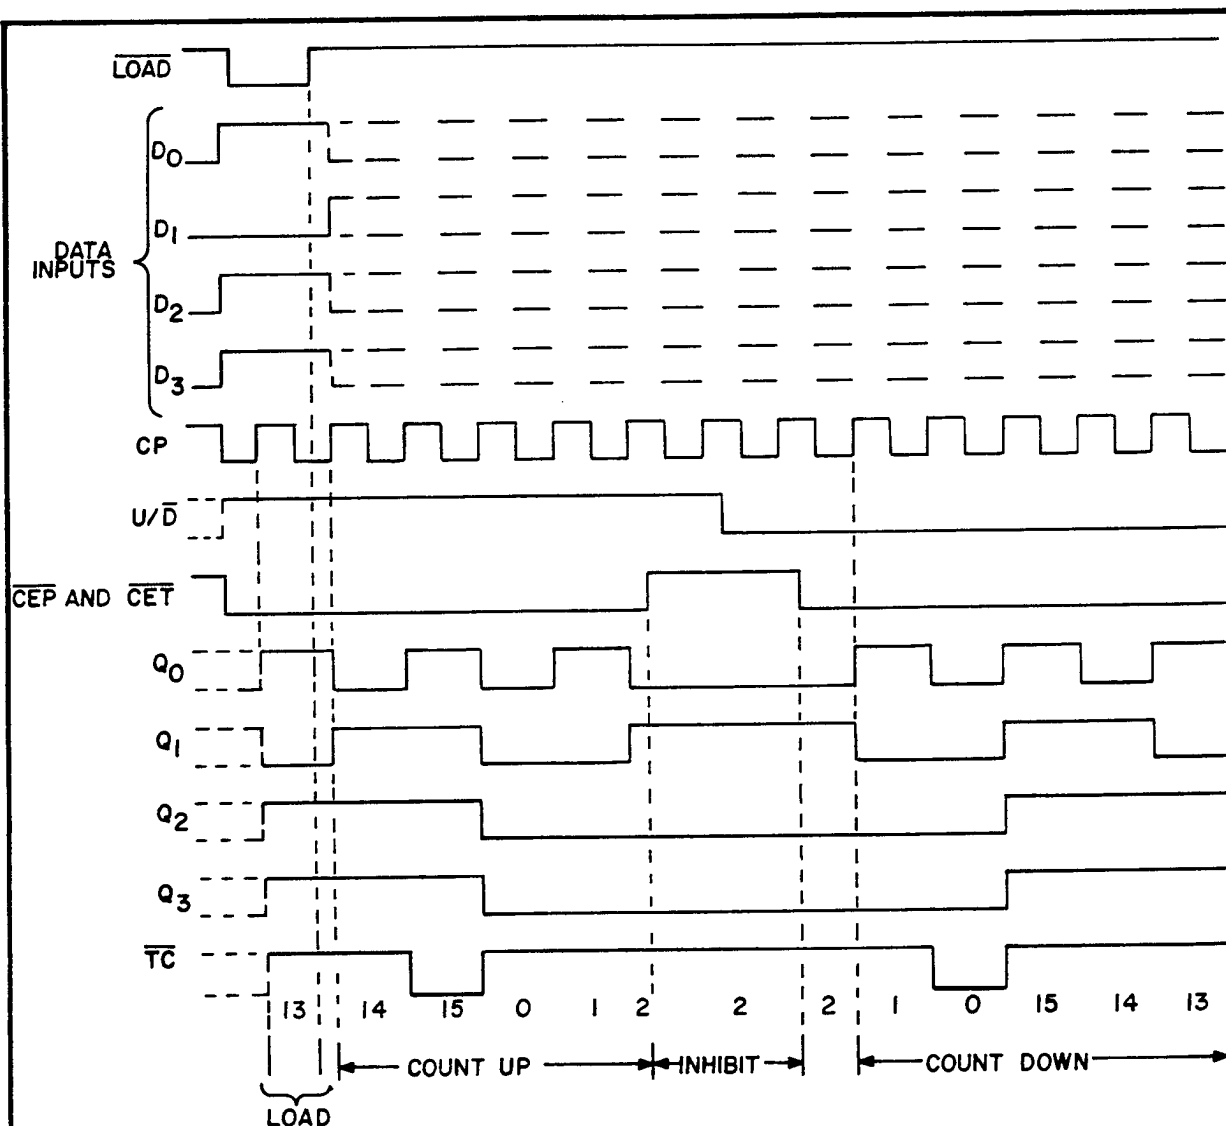 LOAD
D0
D1
DATA
INPUTS
D2
D3
CP
U/D
CEP AND CET
Q0
Q1
Q2
Q3
TC
13 14 15 0 1 2 2 2 1 0 15 14 13
COUNT UP INHIBIT COUNT DOWN
LOAD